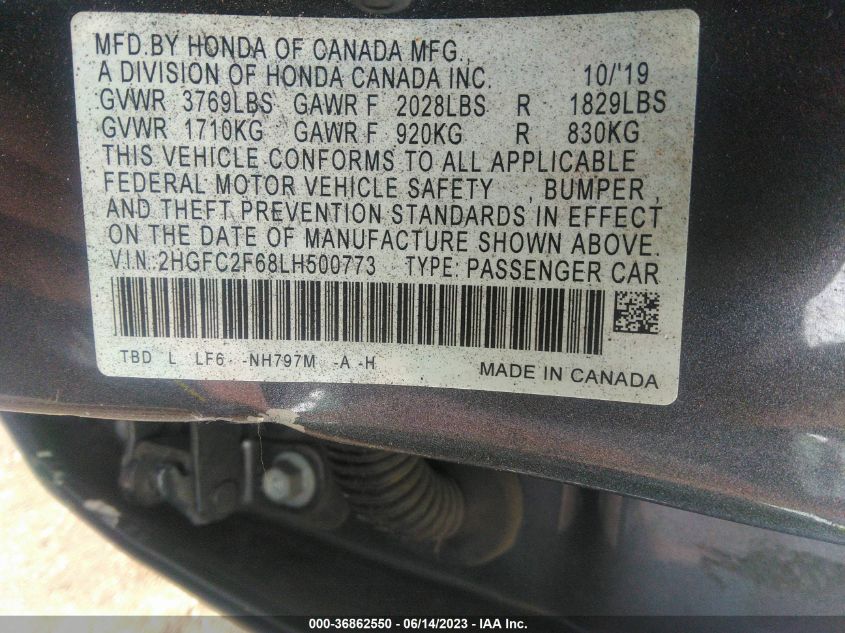 MFD.BY HONDA OF CANADA MFG.,
A DIVISION OF HONDA CANADA INC. 10/'19
GVWR 3769LBS GAWR F 2028LBS R 1829LBS
GVWR 1710KG GAWR F 920KG R 830KG
THIS VEHICLE CONFORMS TO ALL APPLICABLE
FEDERAL MOTOR VEHICLE SAFETY , BUMPER ,
AND THEFT PREVENTION STANDARDS IN EFFECT
ON THE DATE OF MANUFACTURE SHOWN ABOVE.
VIN:2HGFC2F68LH500773 TYPE: PASSENGER CAR
TBD L LF6 -NH797M -A -H
MADE IN CANADA
000-36862550 - 06/14/2023 - IAA Inc.